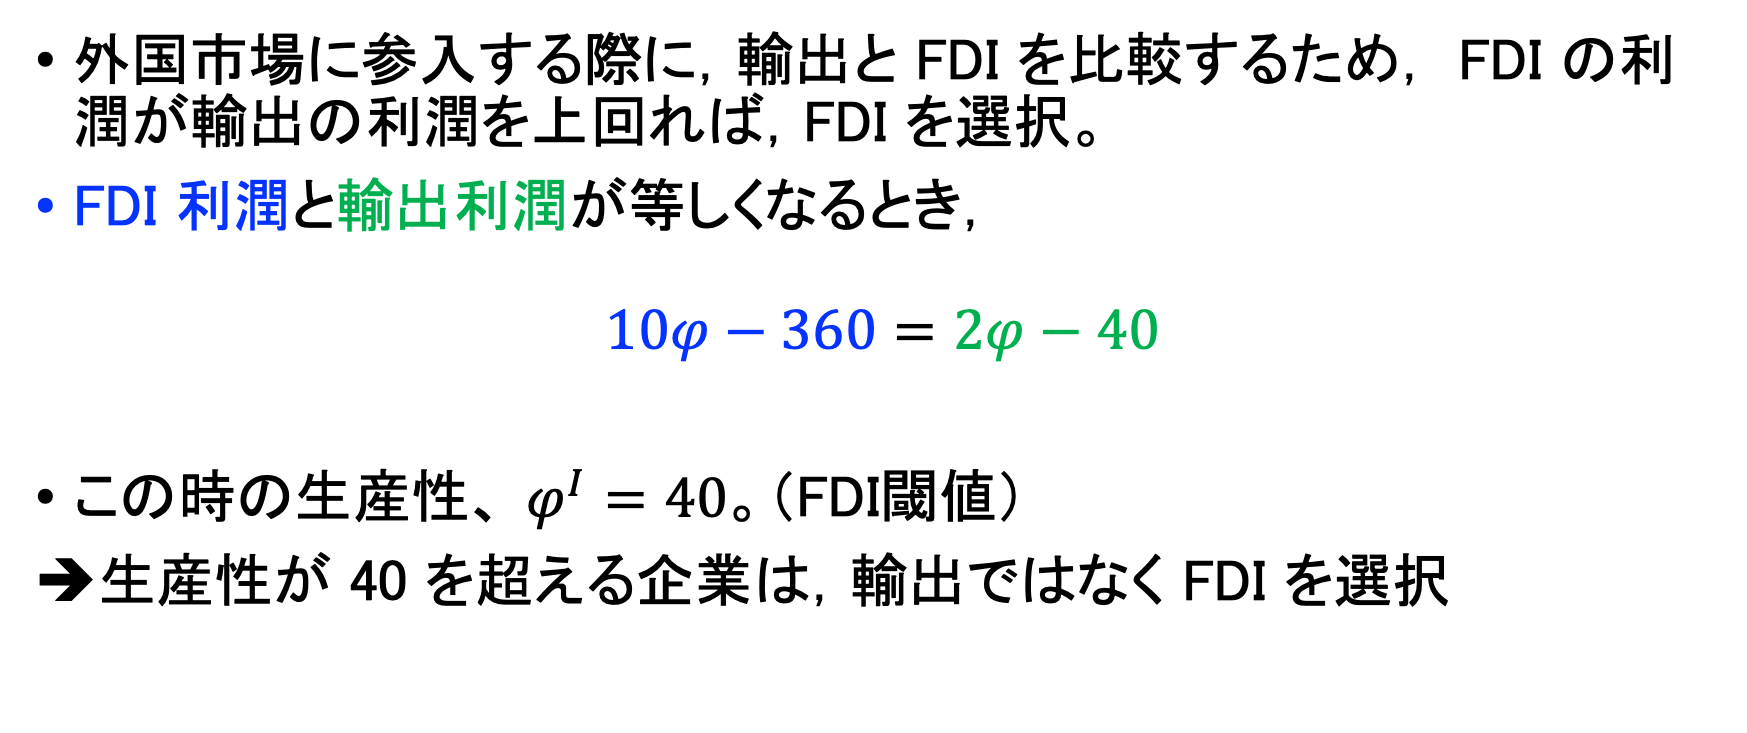 • 外国市場に参入する際に, 輸出と FDI を比較するため, FDI の利
潤が輸出の利潤を上回れば, FDI を選択。
• FDI 利潤と輸出利潤が等しくなるとき,
10φ − 360 = 2φ − 40
• この時の生産性、φᴵ = 40。（FDI閾値）
➔生産性が 40 を超える企業は, 輸出ではなく FDI を選択